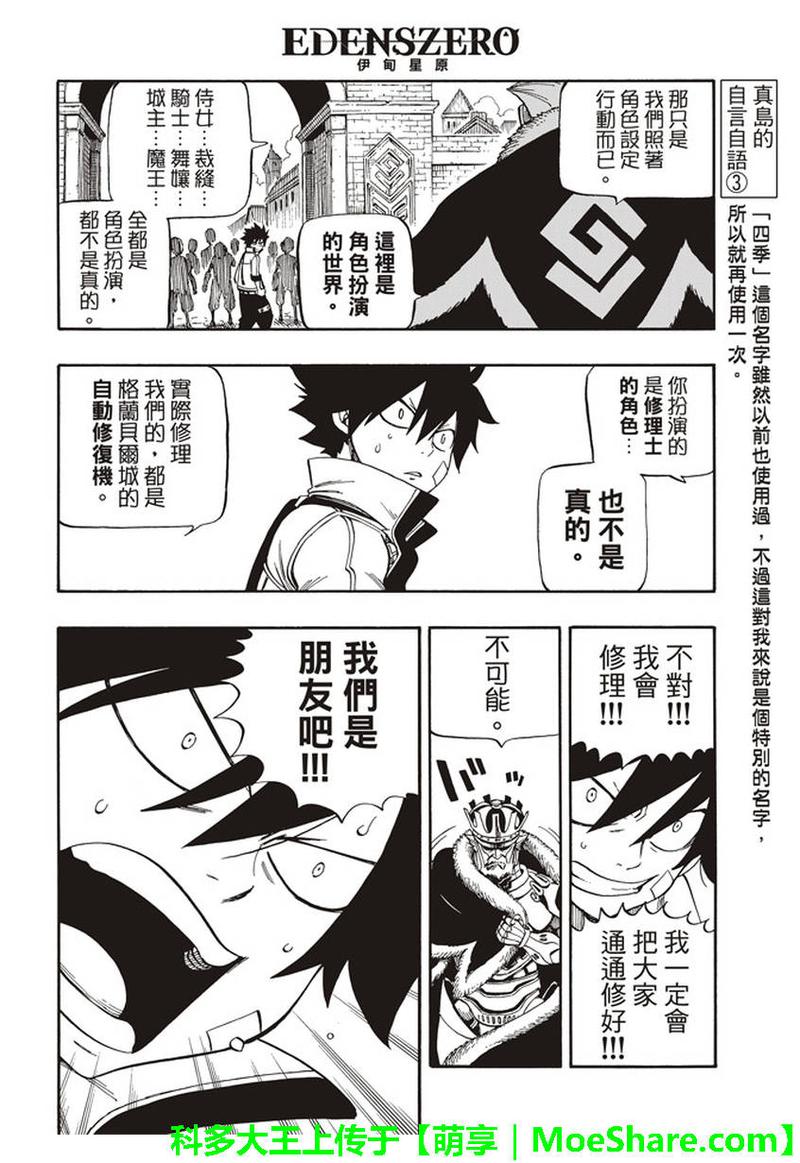 EDENSZERO
伊甸星原
真島的
自言自語③
「四季」這個名字雖然以前也使用過，不過這對我來說是個特別的名字，
所以就再使用一次。
那只是
我們照著
角色設定
行動而已。
這裡是
角色扮演
的世界。
侍女…裁縫…
騎士…舞孃…
城主…魔王…
全都是
角色扮演，
都不是真的。
你扮演的
是修理士
的角色…
也不是
真的。
實際修理
我們的，都是
格蘭貝爾城的
自動修復機。
不對!!!
我會
修理!!!
我一定會
把大家
通通修好!!!
不可能。
我們是
朋友吧!!!
科多大王上传于【萌享｜MoeShare.com】